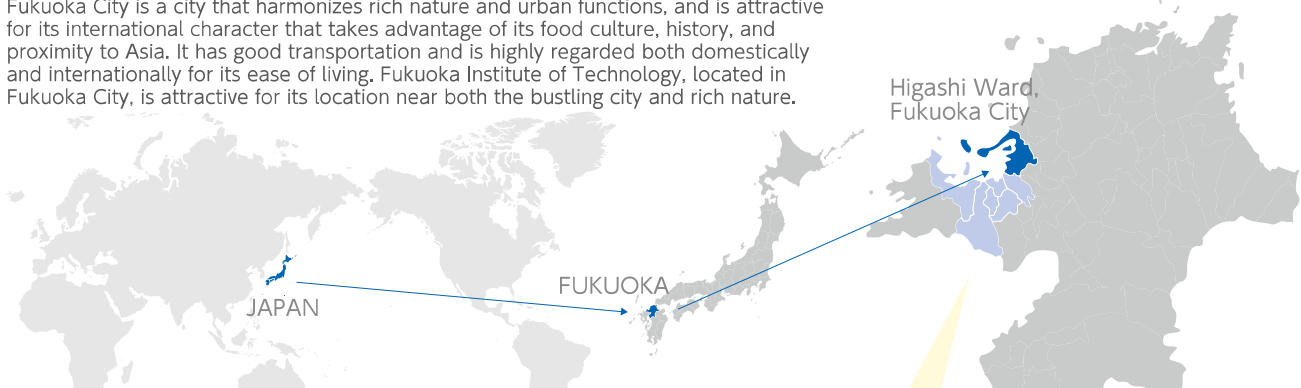 Fukuoka City is a city that harmonizes rich nature and urban functions, and is attractive
for its international character that takes advantage of its food culture, history, and
proximity to Asia. It has good transportation and is highly regarded both domestically
and internationally for its ease of living. Fukuoka Institute of Technology, located in
Fukuoka City, is attractive for its location near both the bustling city and rich nature.
Higashi Ward,
Fukuoka City
FUKUOKA
JAPAN